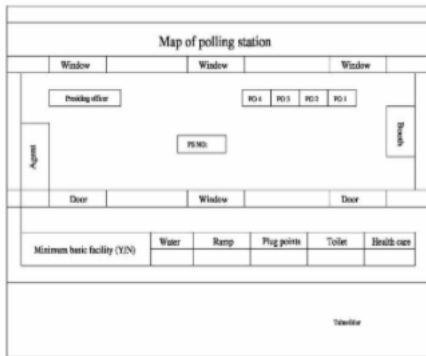 Map of polling station
Window Window Window
Presiding officer PO 4 PO 3 PO 2 PO 1
Agent Booth
PS NO:
Door Window Door
Minimum basic facility (Y/N) Water Ramp Plug points Toilet Health care